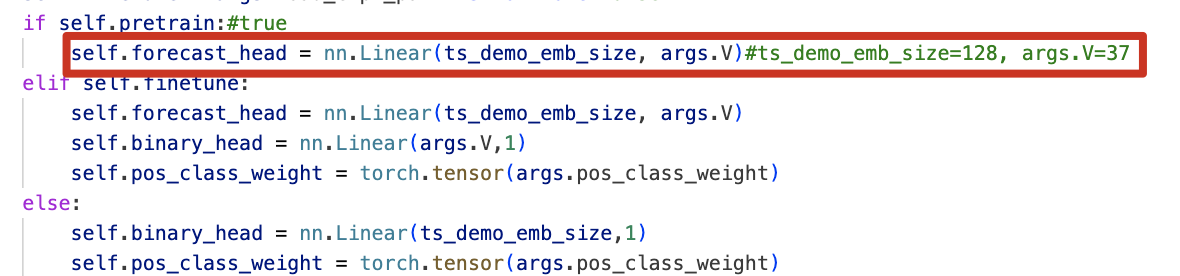 if self.pretrain:#true
self.forecast_head = nn.Linear(ts_demo_emb_size, args.V)#ts_demo_emb_size=128, args.V=37
elif self.finetune:
self.forecast_head = nn.Linear(ts_demo_emb_size, args.V)
self.binary_head = nn.Linear(args.V,1)
self.pos_class_weight = torch.tensor(args.pos_class_weight)
else:
self.binary_head = nn.Linear(ts_demo_emb_size,1)
self.pos_class_weight = torch.tensor(args.pos_class_weight)